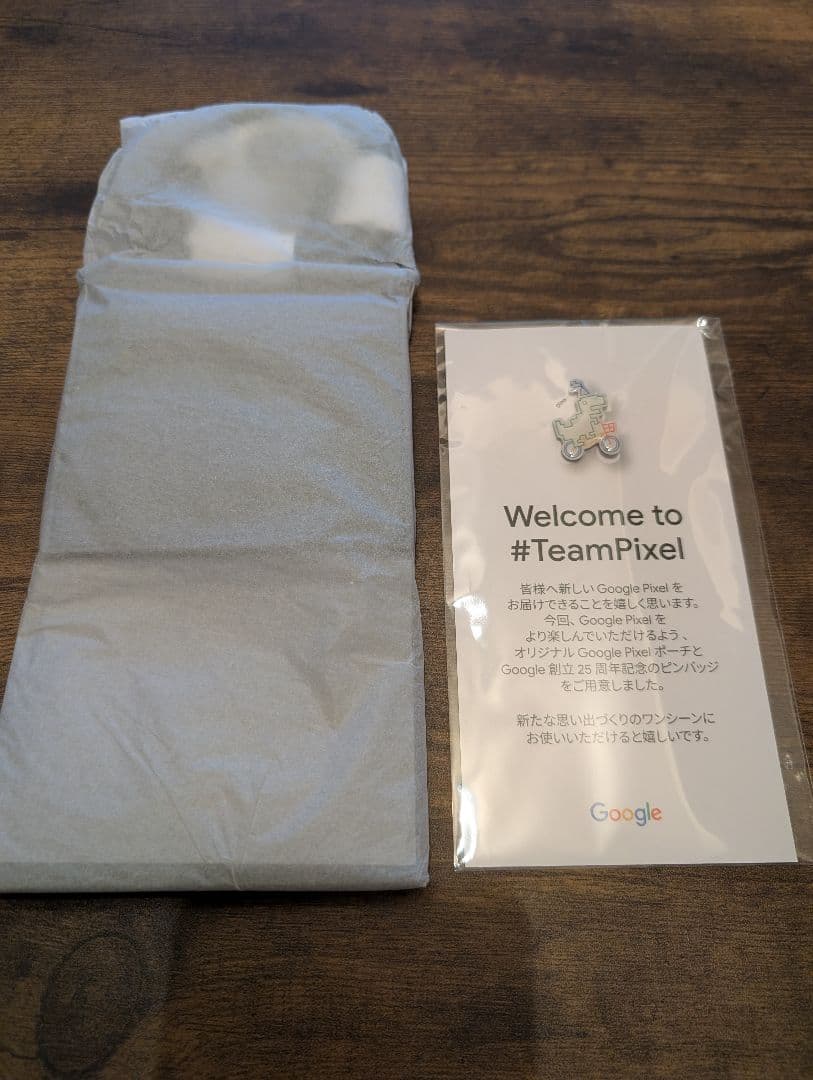 Welcome to
#TeamPixel
皆様へ新しい Google Pixel を
お届けできることを嬉しく思います。
今回、Google Pixel を
より楽しんでいただけるよう、
オリジナル Google Pixel ポーチと
Google 創立 25 周年記念のピンバッジ
をご用意しました。
新たな思い出づくりのワンシーンに
お使いいただけると嬉しいです。
Google